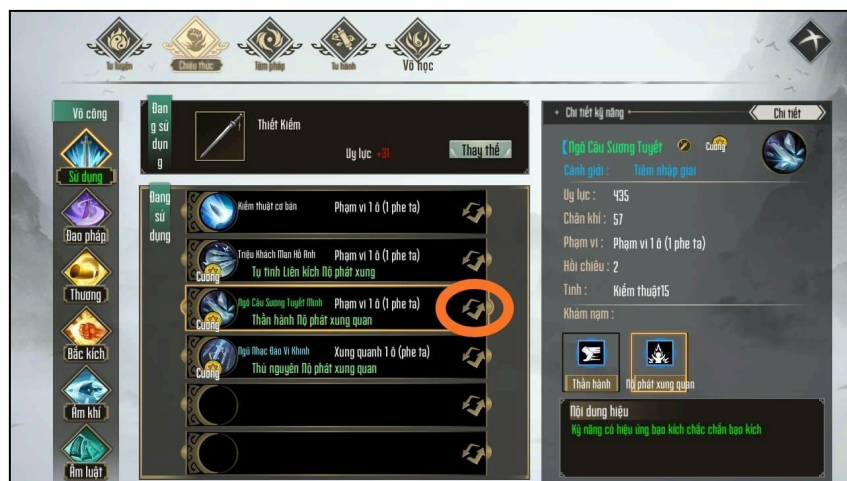 Tu luyện
Chiêu thức
Tâm pháp
Tu hành
Võ học
Võ công
Sử dụng
Đao pháp
Thương
Bắc kích
Ám khí
Âm luật
Đan
g sử
dụn
g
Thiết Kiếm
Uy lực +31
Thay thế
Đang
sử
dụng
Kiếm thuật cơ bản Phạm vi 1 ô (1 phe ta)
Triệu Khách Man Hồ Anh Phạm vi 1 ô (1 phe ta)
Cuồng Tụ tinh Liên kích Nộ phát xung
Ngô Câu Sương Tuyết Minh Phạm vi 1 ô (1 phe ta)
Cuồng Thần hành Nộ phát xung quan
Ngũ Nhạc Đảo Vi Khinh Xung quanh 1 ô (phe ta)
Cuồng Thù nguyên Nộ phát xung quan
Chi tiết kỹ năng
Chi tiết
Ngô Câu Sương Tuyết Cuồng
Cảnh giới : Tiêm nhập giai
Uy lực : 435
Chân khí : 57
Phạm vi : Phạm vi 1 ô (1 phe ta)
Hồi chiêu : 2
Tinh : Kiếm thuật15
Khảm nạm :
Thần hành Nộ phát xung quan
Nội dung hiệu
Kỹ năng có hiệu ứng bạo kích chắc chắn bạo kích